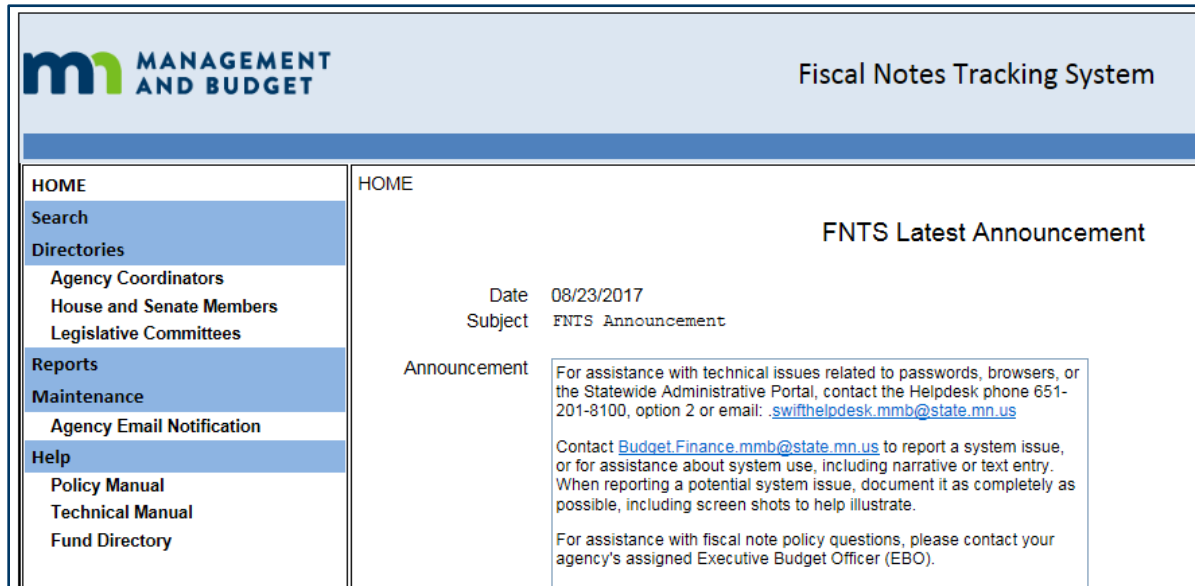 mn MANAGEMENT
AND BUDGET
Fiscal Notes Tracking System
HOME
Search
Directories
Agency Coordinators
House and Senate Members
Legislative Committees
Reports
Maintenance
Agency Email Notification
Help
Policy Manual
Technical Manual
Fund Directory
HOME
FNTS Latest Announcement
Date 08/23/2017
Subject FNTS Announcement
Announcement
For assistance with technical issues related to passwords, browsers, or
the Statewide Administrative Portal, contact the Helpdesk phone 651-
201-8100, option 2 or email: .swifthelpdesk.mmb@state.mn.us
Contact Budget.Finance.mmb@state.mn.us to report a system issue,
or for assistance about system use, including narrative or text entry.
When reporting a potential system issue, document it as completely as
possible, including screen shots to help illustrate.
For assistance with fiscal note policy questions, please contact your
agency's assigned Executive Budget Officer (EBO).